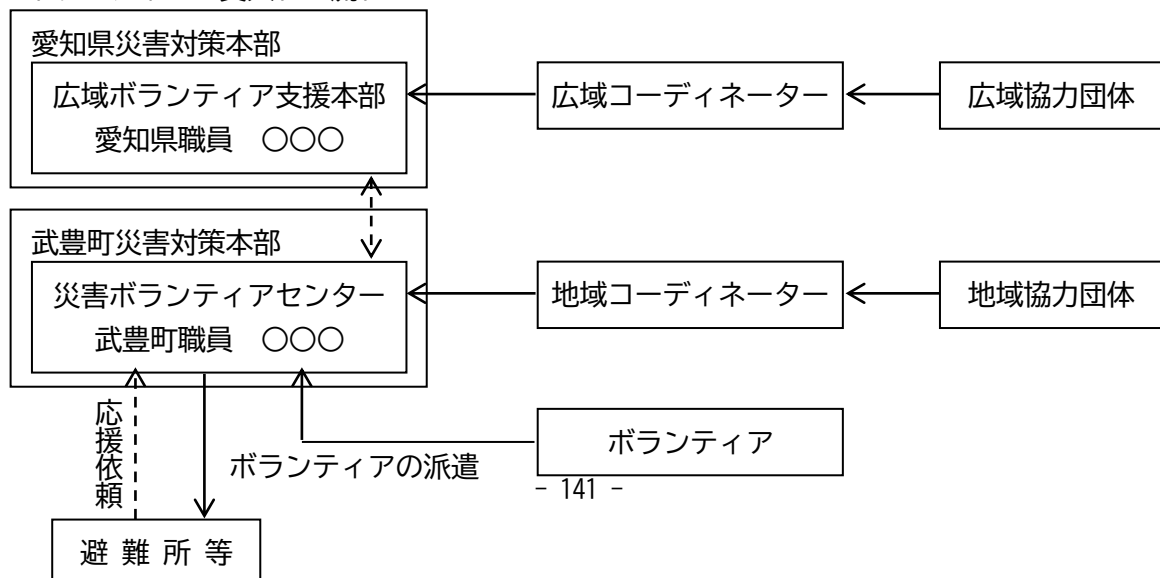 愛知県災害対策本部
広域ボランティア支援本部
愛知県職員 ○○○
広域コーディネーター
広域協力団体
武豊町災害対策本部
災害ボランティアセンター
武豊町職員 ○○○
地域コーディネーター
地域協力団体
応援依頼
ボランティアの派遣
ボランティア
- 141 -
避 難 所 等